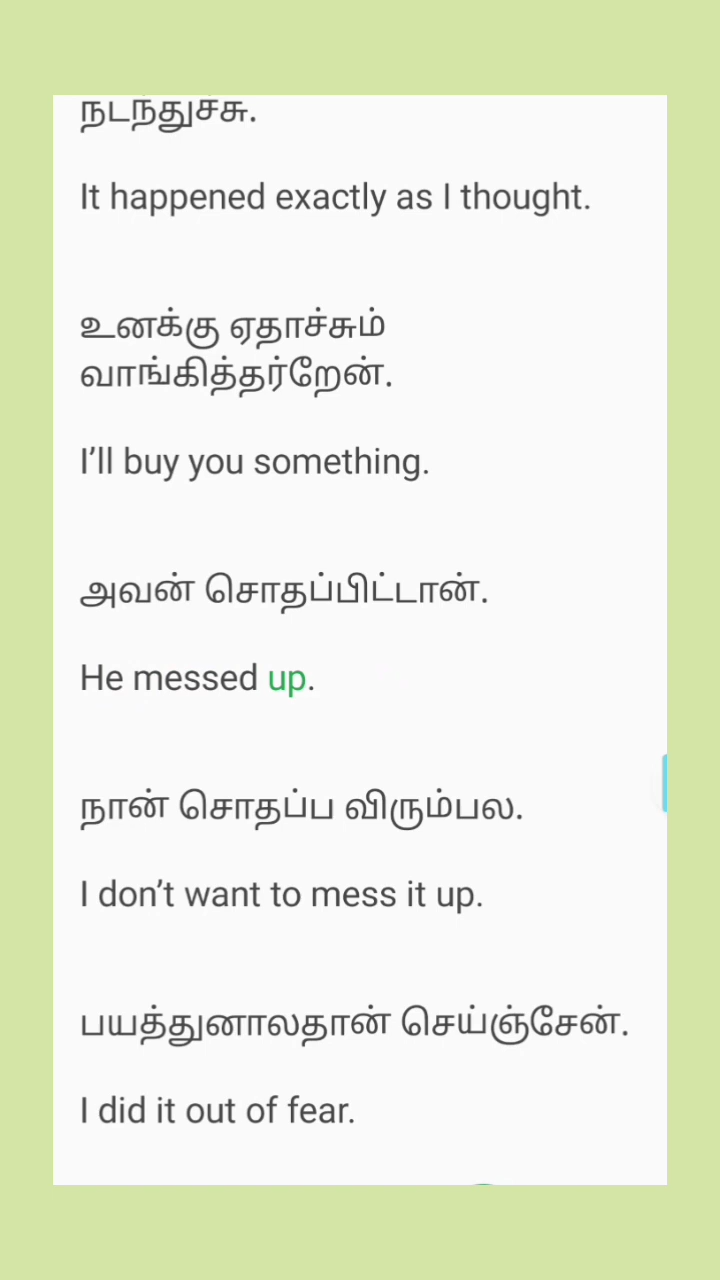 நடந்துச்சு.
It happened exactly as I thought.
உனக்கு ஏதாச்சும்
வாங்கித்தர்றேன்.
I’ll buy you something.
அவன் சொதப்பிட்டான்.
He messed up.
நான் சொதப்ப விரும்பல.
I don’t want to mess it up.
பயத்துனாலதான் செய்ஞ்சேன்.
I did it out of fear.